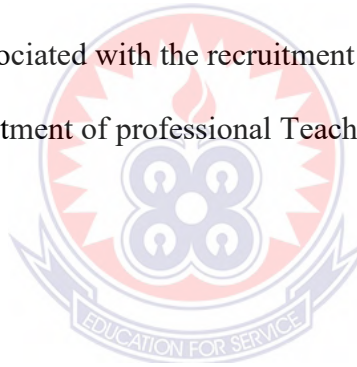 ociated with the recruitment
tment of professional Teach
EDUCATION FOR SERVICE